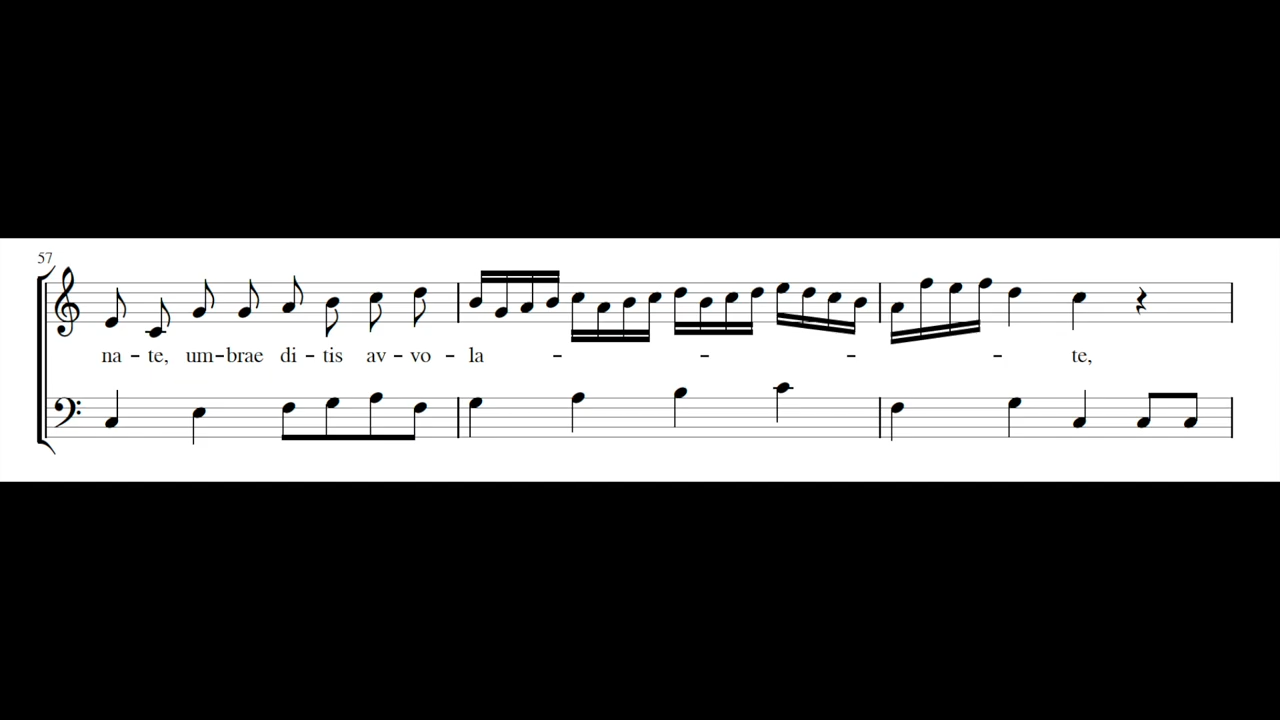 57
na - te, um - brae di - tis av - vo - la - - - - te,